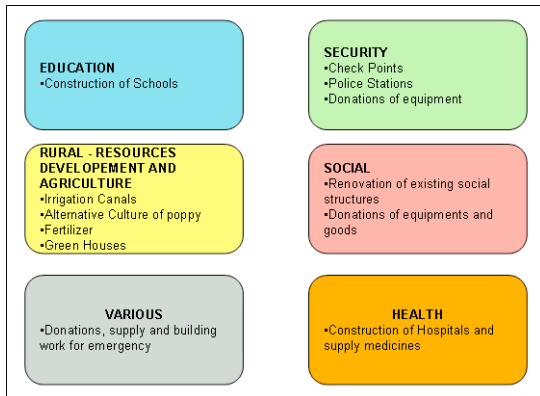 EDUCATION
▪Construction of Schools
SECURITY
▪Check Points
▪Police Stations
▪Donations of equipment
RURAL - RESOURCES
DEVELOPEMENT AND
AGRICULTURE
▪Irrigation Canals
▪Alternative Culture of poppy
▪Fertilizer
▪Green Houses
SOCIAL
▪Renovation of existing social
structures
▪Donations of equipments and
goods
VARIOUS
▪Donations, supply and building
work for emergency
HEALTH
▪Construction of Hospitals and
supply medicines